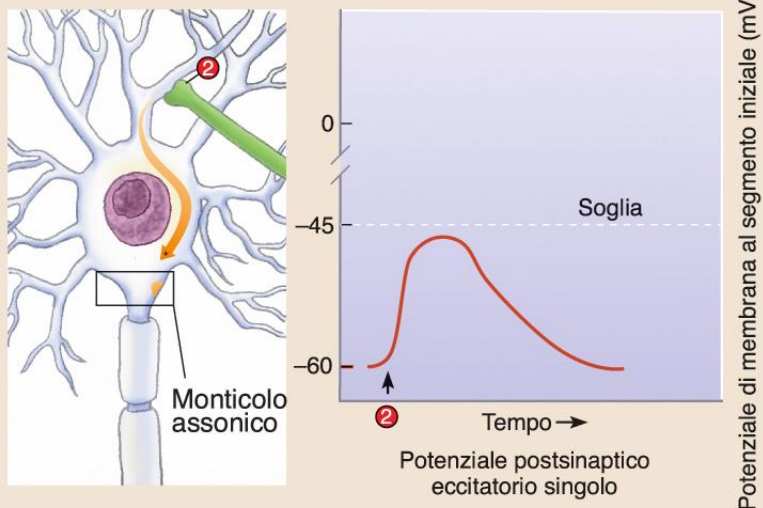 2
Monticolo
assonico
0
Soglia
–45
–60
2
Tempo
Potenziale postsinaptico
eccitatorio singolo
Potenziale di membrana al segmento iniziale (mV